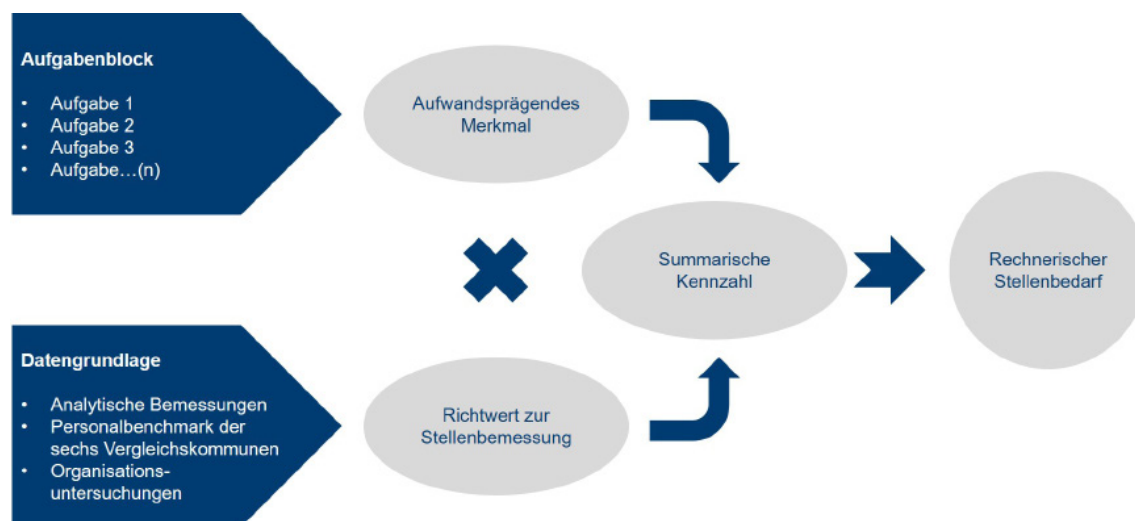 Aufgabenblock
• Aufgabe 1
• Aufgabe 2
• Aufgabe 3
• Aufgabe…(n)
Aufwandsprägendes
Merkmal
Summarische
Kennzahl
Rechnerischer
Stellenbedarf
Datengrundlage
• Analytische Bemessungen
• Personalbenchmark der
sechs Vergleichskommunen
• Organisations-
untersuchungen
Richtwert zur
Stellenbemessung